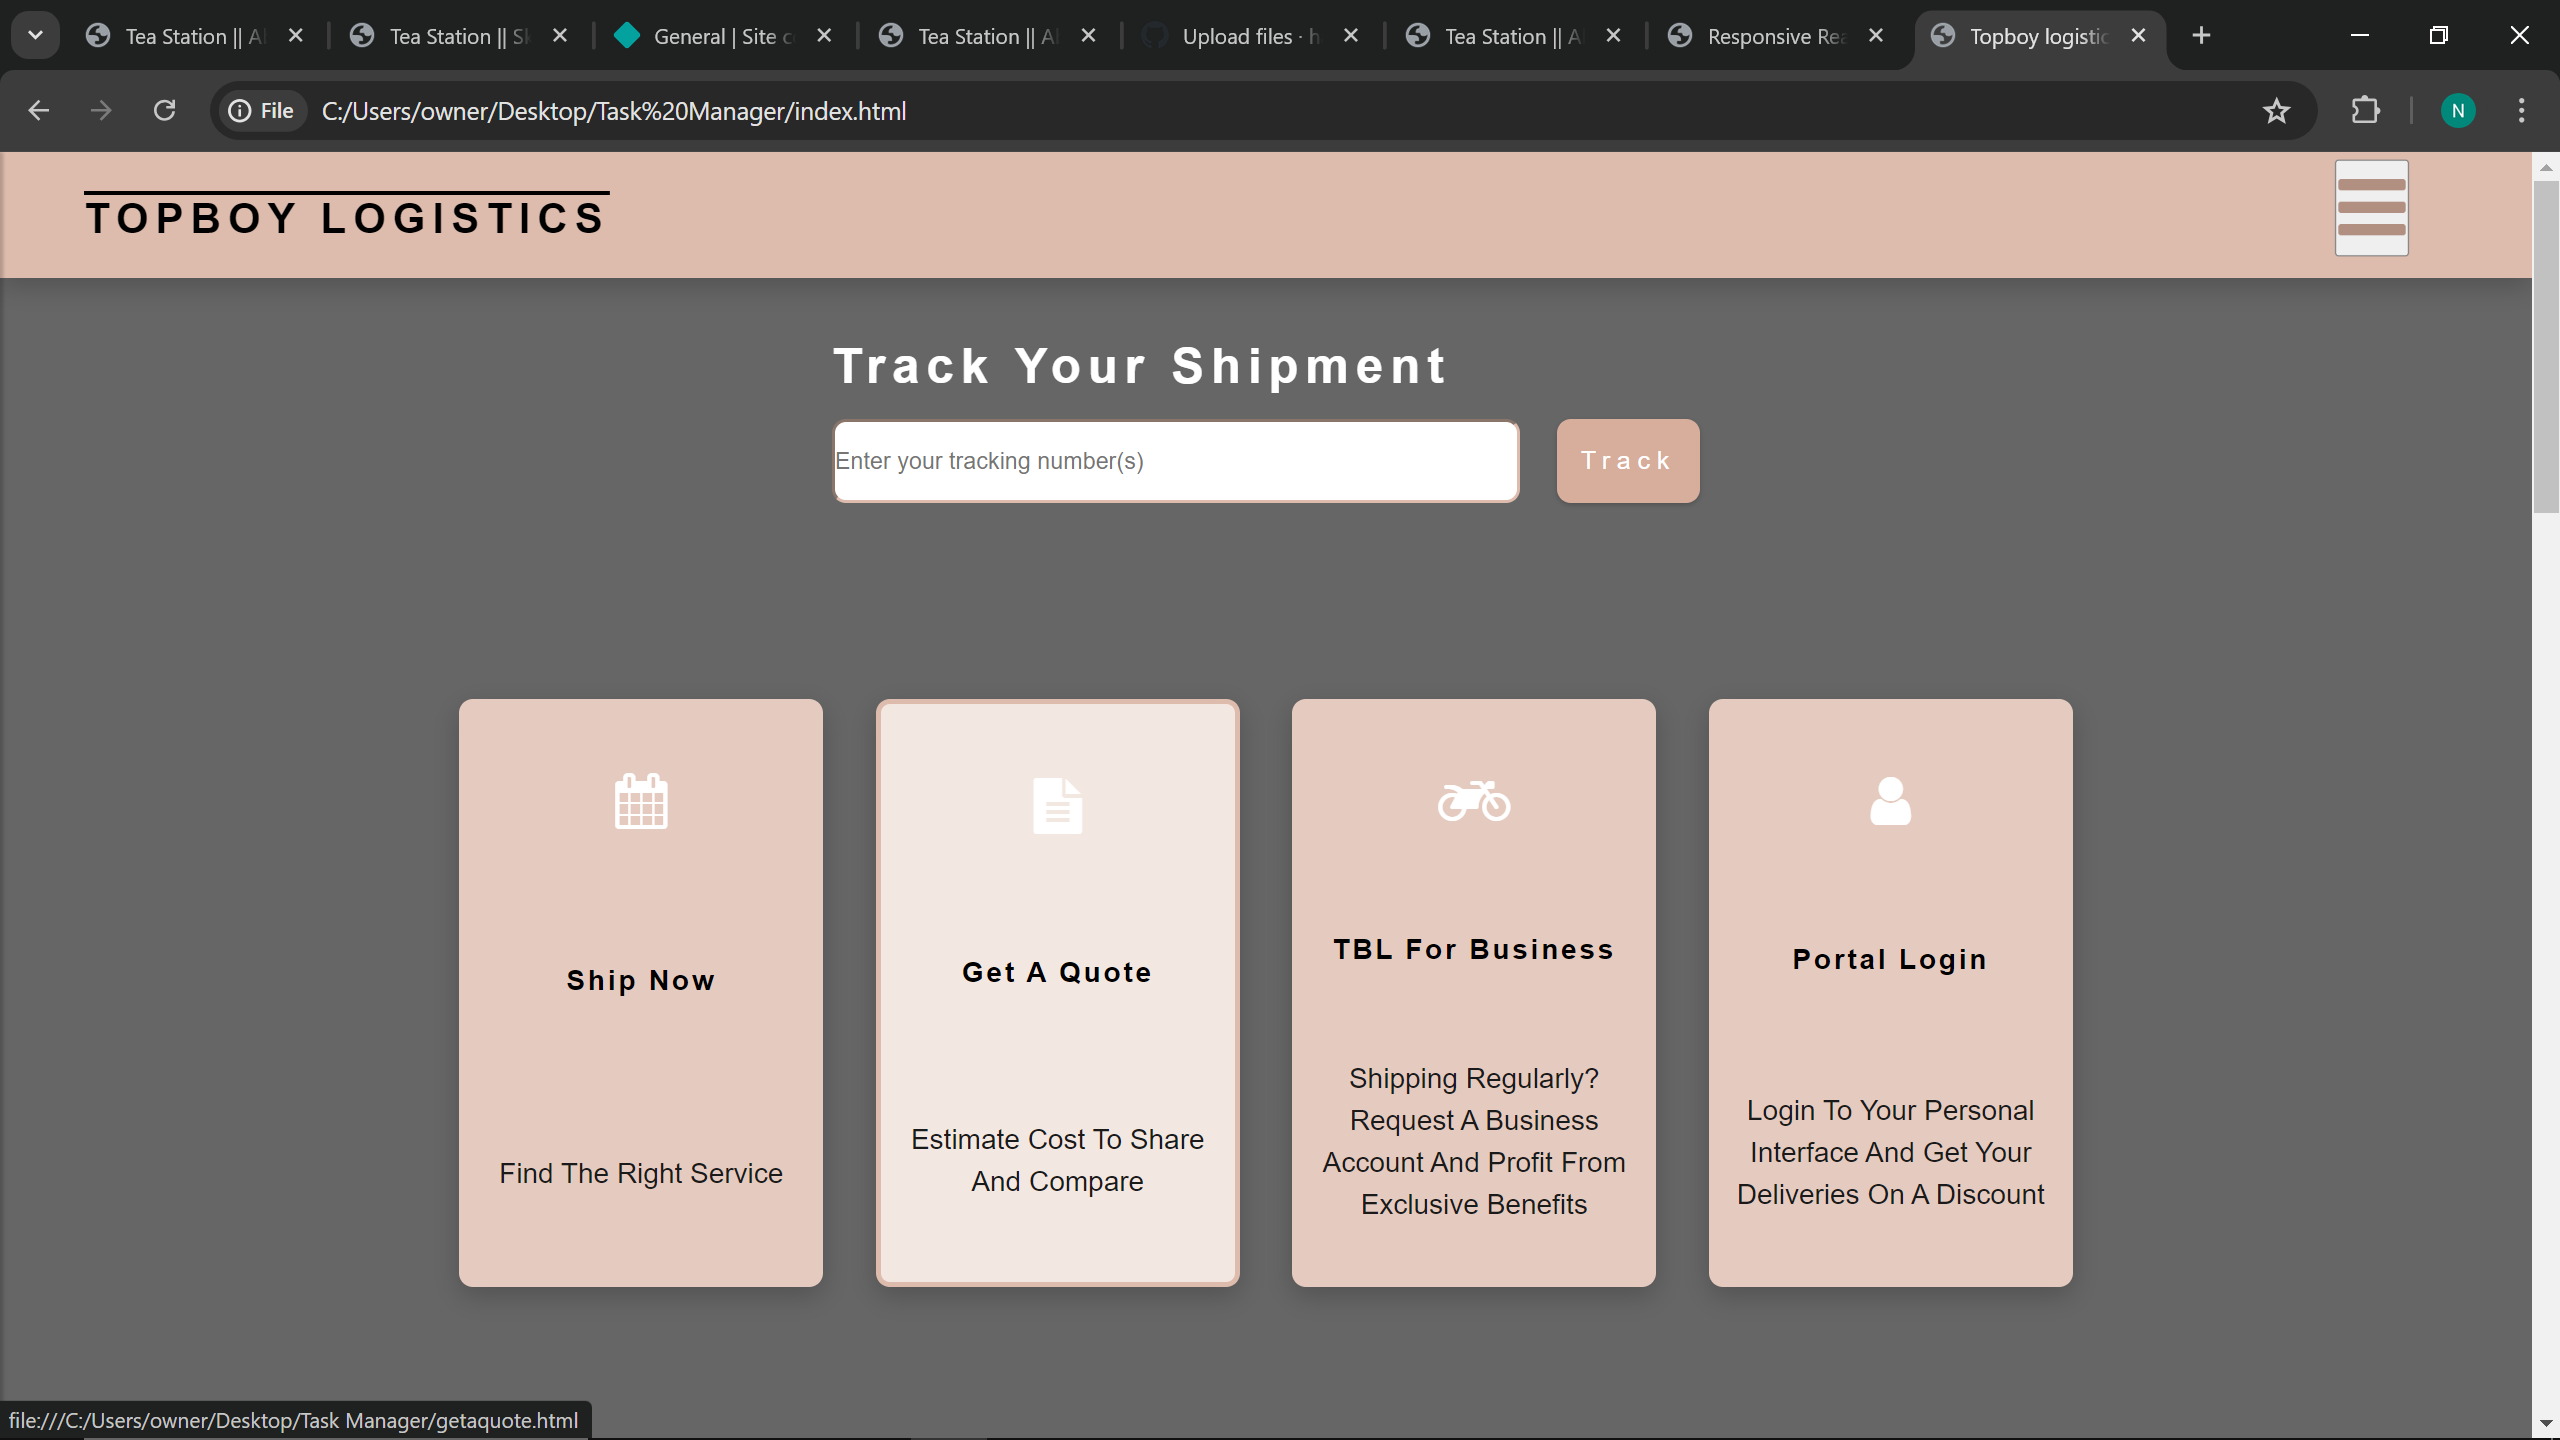 Tea Station || Al
Tea Station || Sk
General | Site c
Tea Station || Al
Upload files · h
Tea Station || A
Responsive Rea
Topboy logistic
File
C:/Users/owner/Desktop/Task%20Manager/index.html
N
TOPBOY LOGISTICS
Track Your Shipment
Enter your tracking number(s)
Track
Ship Now
Find The Right Service
Get A Quote
Estimate Cost To Share
And Compare
TBL For Business
Shipping Regularly?
Request A Business
Account And Profit From
Exclusive Benefits
Portal Login
Login To Your Personal
Interface And Get Your
Deliveries On A Discount
file:///C:/Users/owner/Desktop/Task Manager/getaquote.html